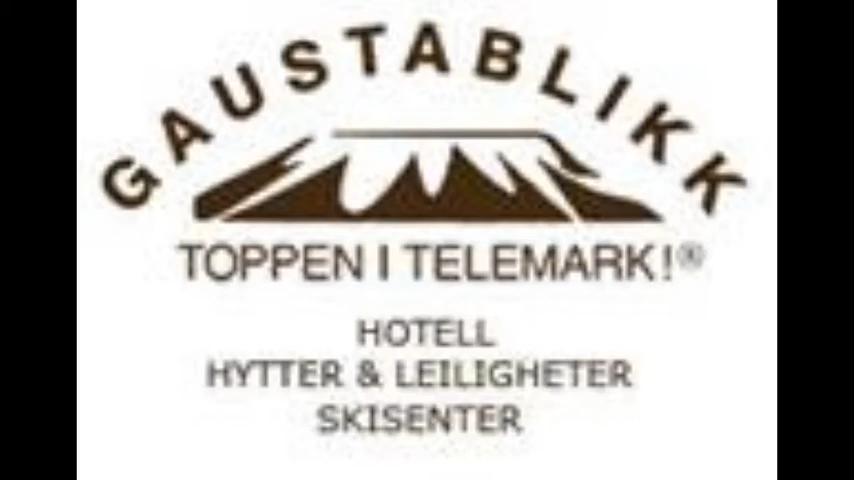 GAUSTABLIKK
TOPPEN I TELEMARK!®
HOTELL
HYTTER & LEILIGHETER
SKISENTER